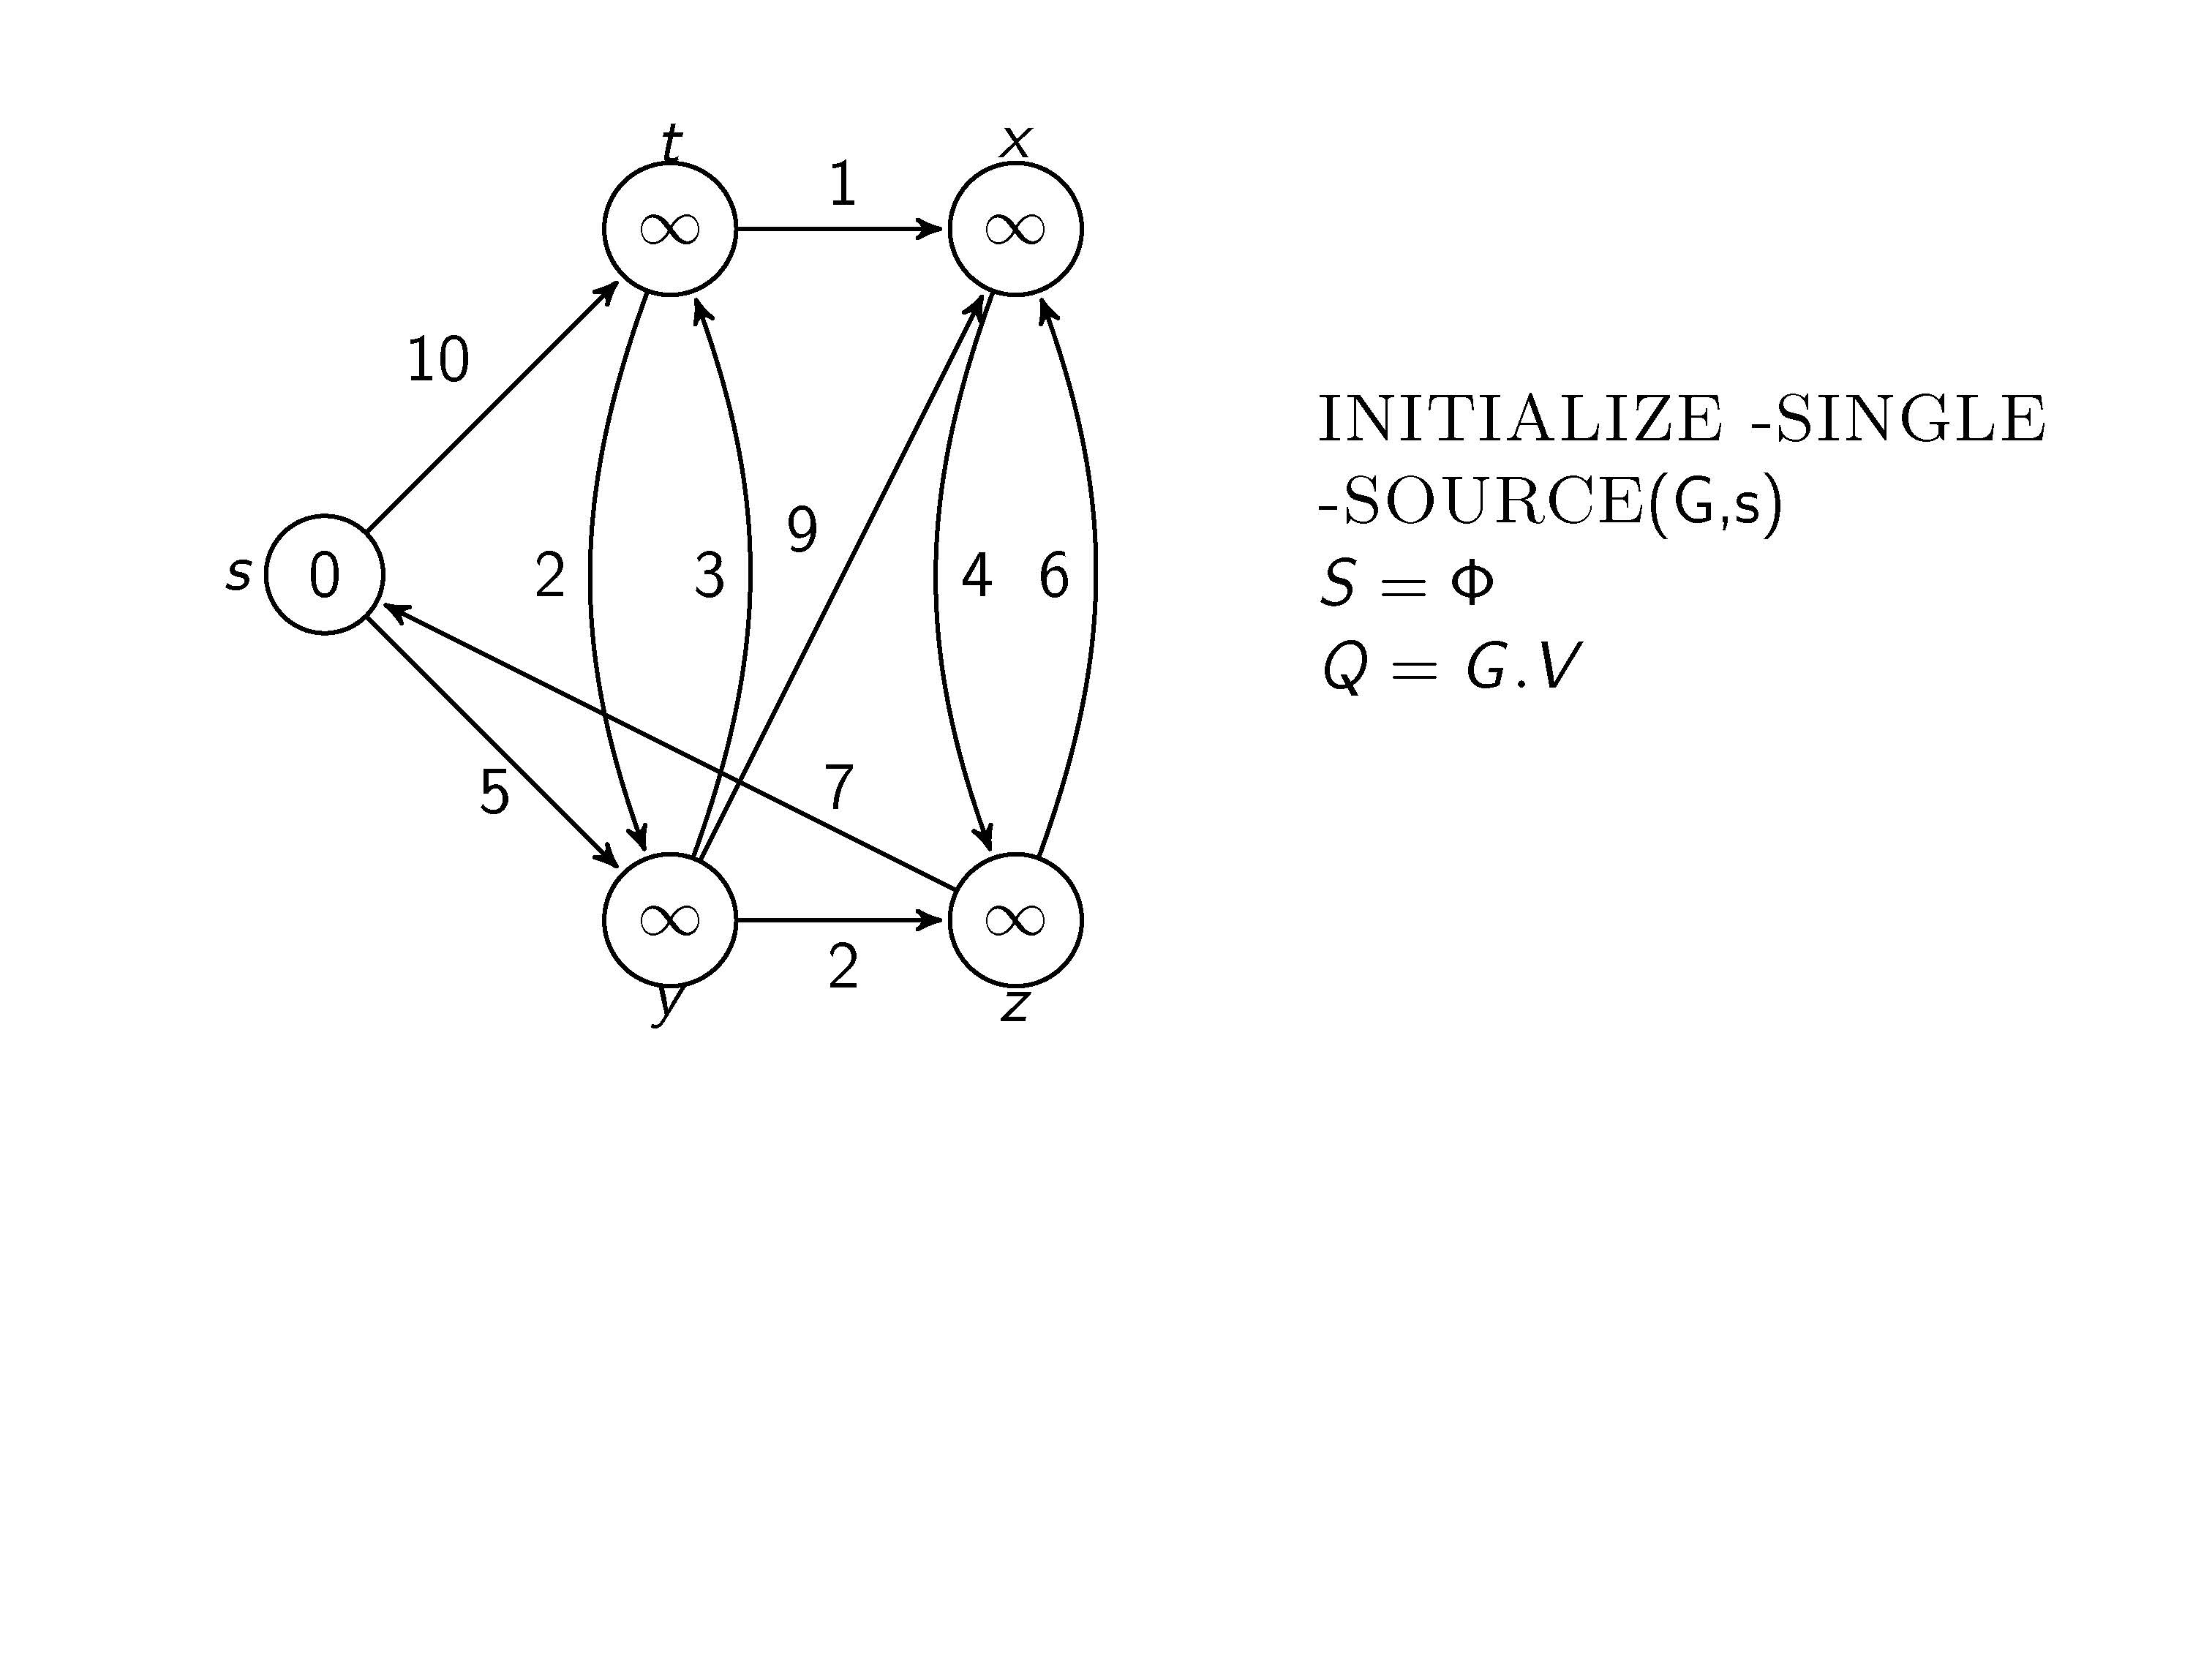 t
x
∞
∞
1
10
9
s
0
2
3
4
6
5
7
∞
∞
2
y
z
INITIALIZE -SINGLE
-SOURCE(G,s)
S = Φ
Q = G.V